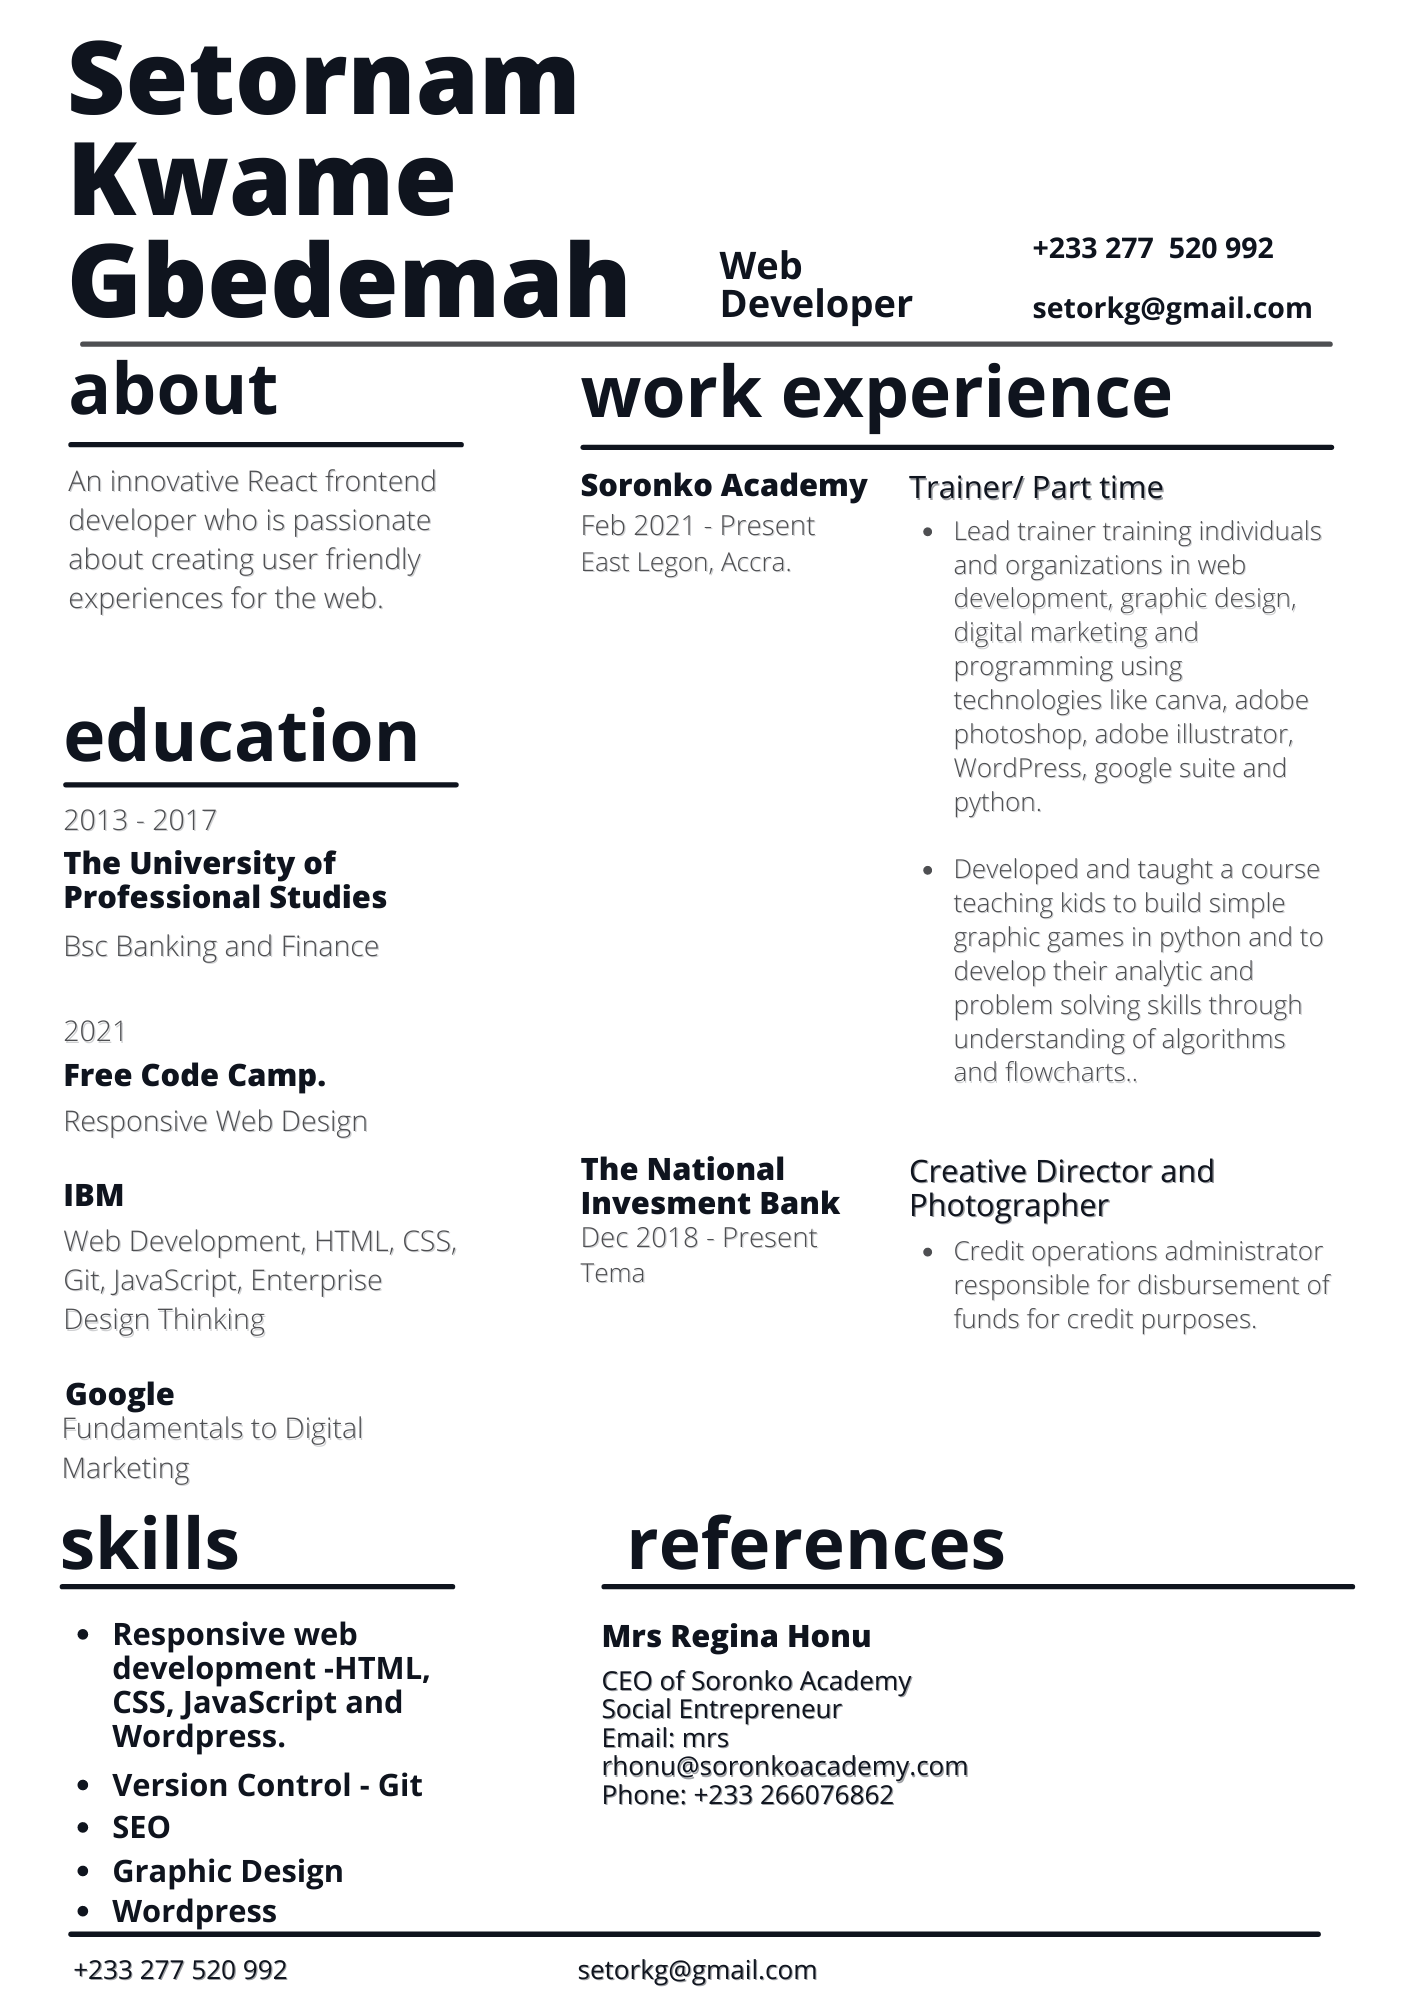 Setornam
Kwame
Gbedemah
Web
Developer
+233 277  520 992
setorkg@gmail.com
about
An innovative React frontend
developer who is passionate
about creating user friendly
experiences for the web.
education
2013 - 2017
The University of
Professional Studies
Bsc Banking and Finance
2021
Free Code Camp.
Responsive Web Design
IBM
Web Development, HTML, CSS,
Git, JavaScript, Enterprise
Design Thinking
Google
Fundamentals to Digital
Marketing
work experience
Soronko Academy
Feb 2021 - Present
East Legon, Accra.
Trainer/ Part time
• Lead trainer training individuals
and organizations in web
development, graphic design,
digital marketing and
programming using
technologies like canva, adobe
photoshop, adobe illustrator,
WordPress, google suite and
python.
• Developed and taught a course
teaching kids to build simple
graphic games in python and to
develop their analytic and
problem solving skills through
understanding of algorithms
and flowcharts..
The National
Invesment Bank
Dec 2018 - Present
Tema
Creative Director and
Photographer
• Credit operations administrator
responsible for disbursement of
funds for credit purposes.
skills
• Responsive web
development -HTML,
CSS, JavaScript and
Wordpress.
• Version Control - Git
• SEO
• Graphic Design
• Wordpress
references
Mrs Regina Honu
CEO of Soronko Academy
Social Entrepreneur
Email: mrs
rhonu@soronkoacademy.com
Phone: +233 266076862
+233 277 520 992
setorkg@gmail.com